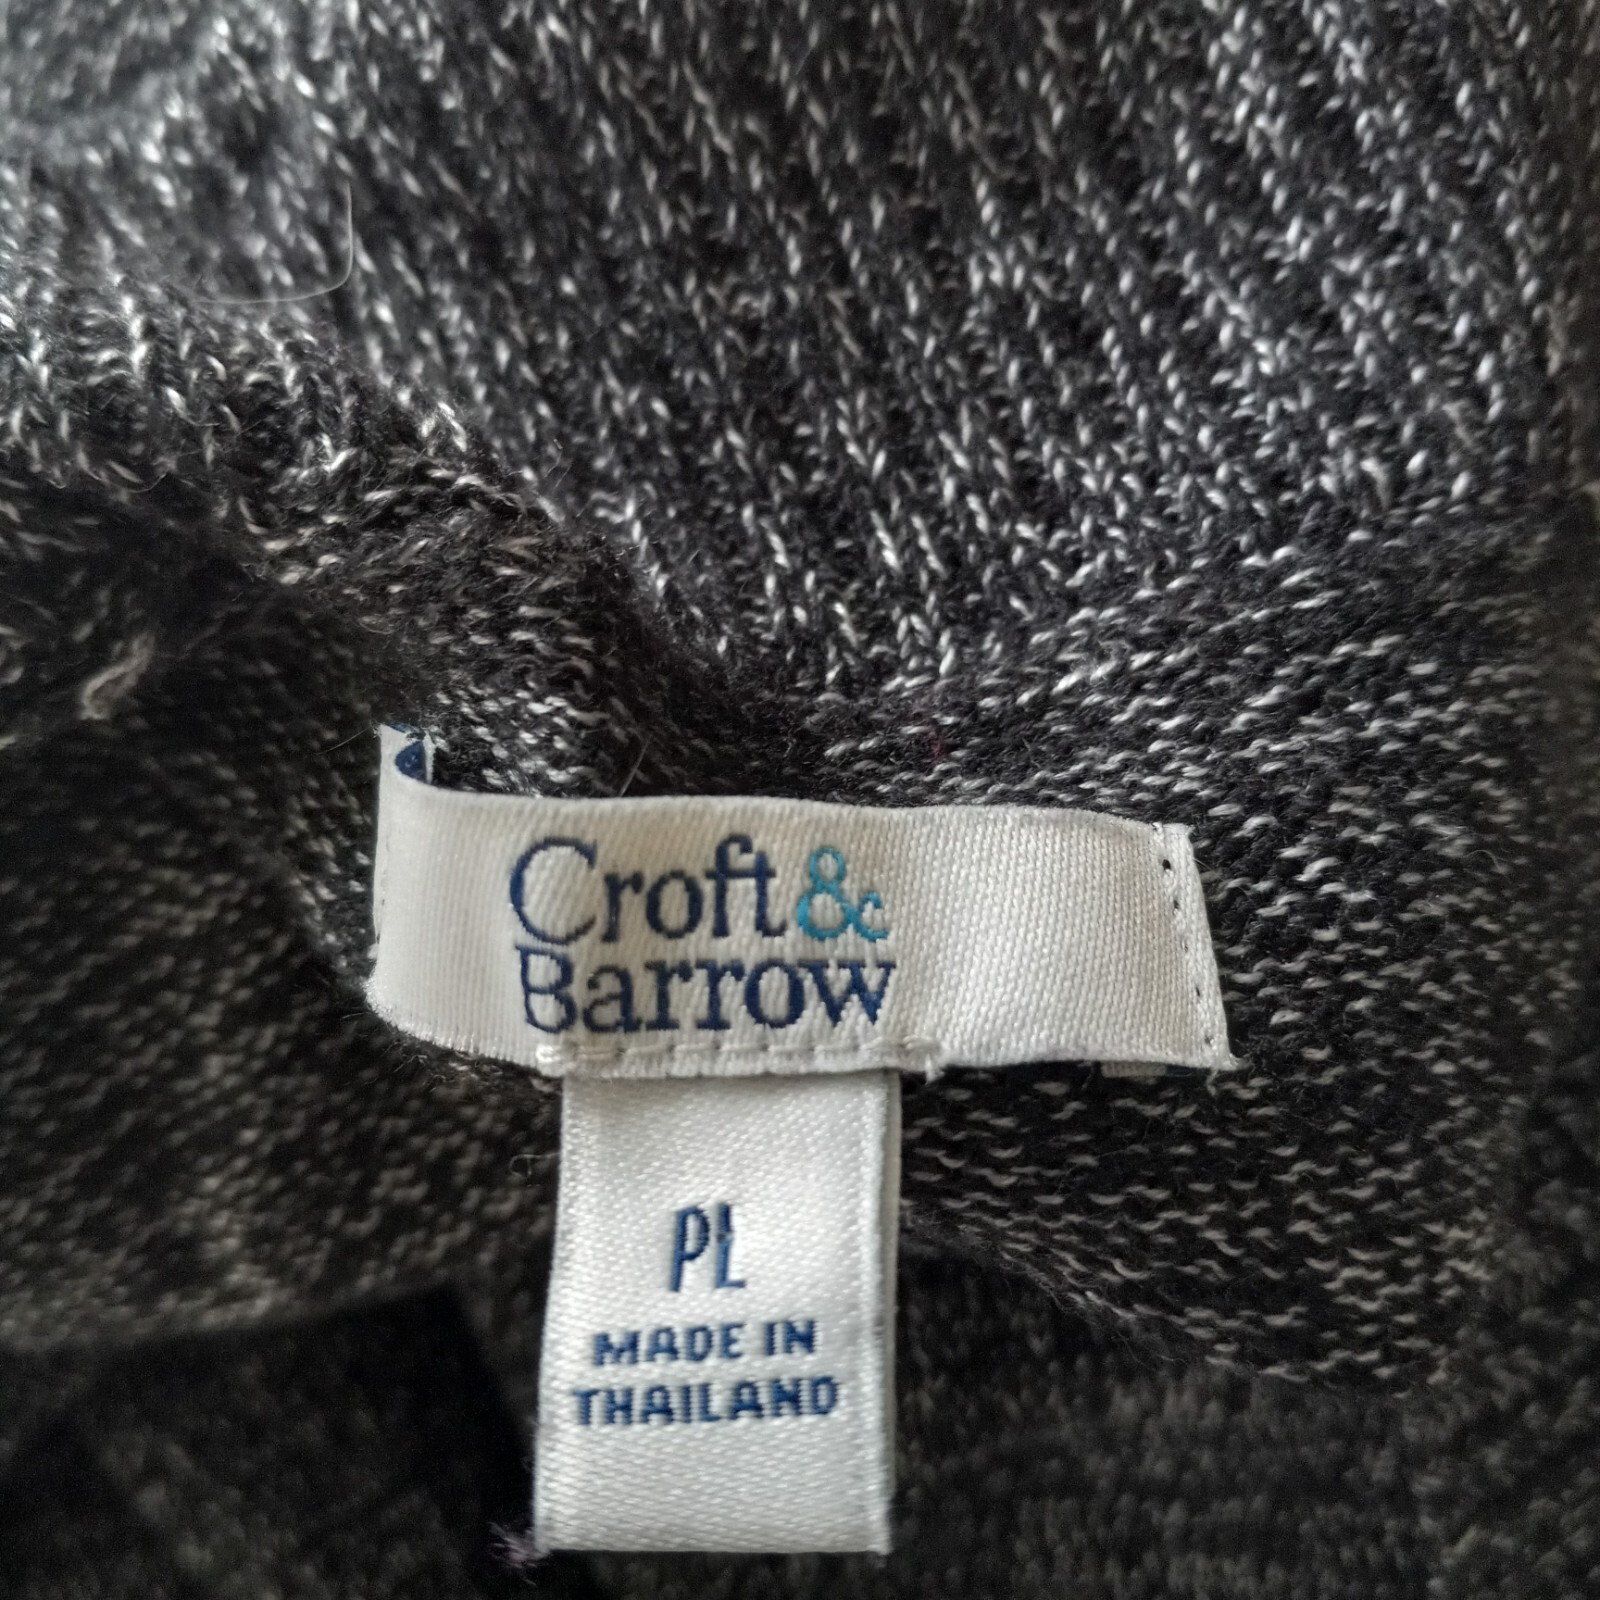 Croft &
Barrow
PL
MADE IN
THAILAND